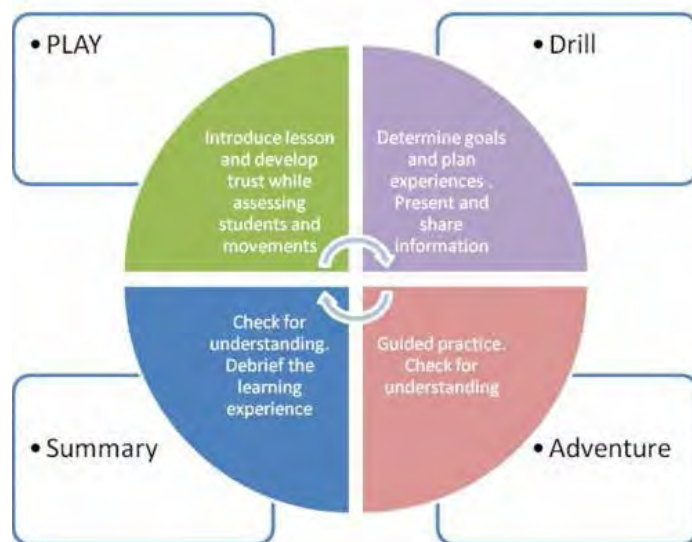 • PLAY
• Drill
Introduce lesson
and develop
trust while
assessing
students and
movements
Determine goals
and plan
experiences .
Present and
share
information
Check for
understanding.
Debrief the
learning
experience
Guided practice.
Check for
understanding
• Summary
• Adventure